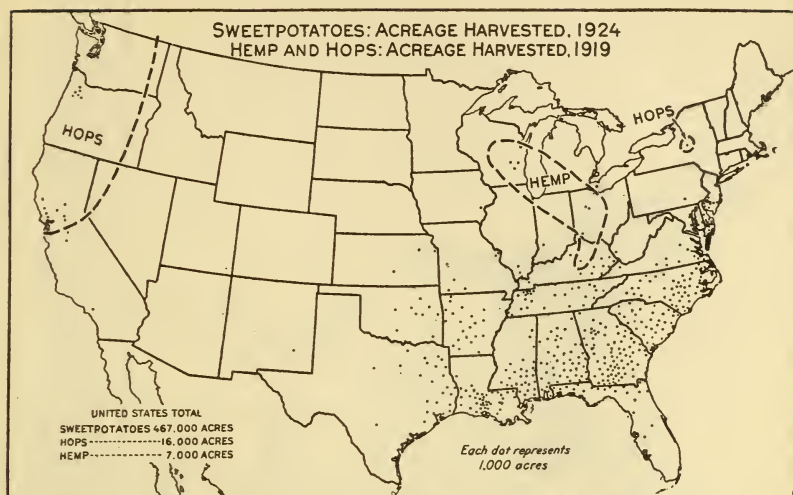 SWEETPOTATOES: ACREAGE HARVESTED, 1924
HEMP AND HOPS: ACREAGE HARVESTED, 1919
HOPS
HOPS
HEMP
UNITED STATES TOTAL
SWEETPOTATOES 467,000 ACRES
HOPS ------------ 16,000 ACRES
HEMP ------------ 7,000 ACRES
Each dot represents
1,000 acres